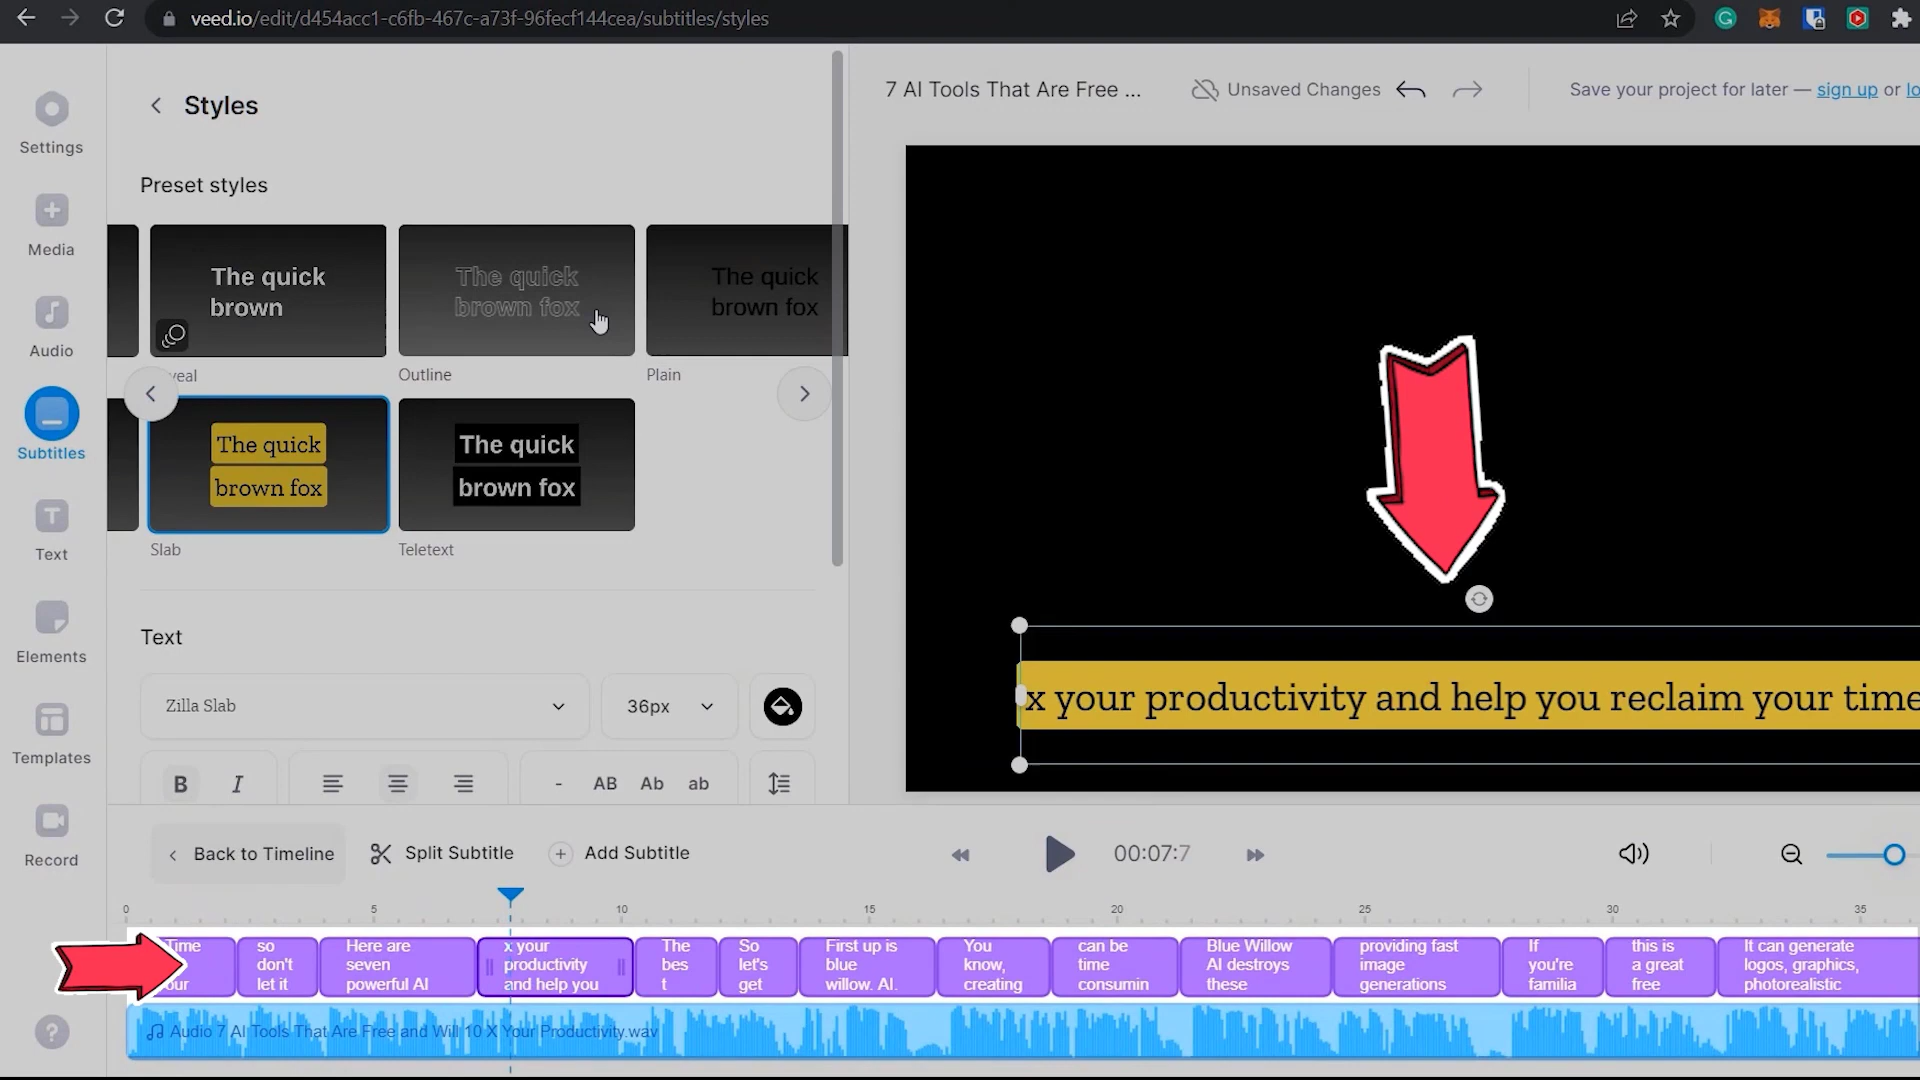 veed.io/edit/d454acc1-c6fb-467c-a73f-96fecf144cea/subtitles/styles
Settings
Media
Audio
Subtitles
Text
Elements
Templates
Record
?
Styles
Preset styles
The quick
brown
The quick
brown fox
The quick
brown fox
veal
Outline
Plain
The quick
brown fox
The quick
brown fox
Slab
Teletext
Text
Zilla Slab
36px
B
I
-
AB
Ab
ab
7 AI Tools That Are Free ...
Unsaved Changes
Save your project for later — sign up or lo
x your productivity and help you reclaim your time
Back to Timeline
Split Subtitle
Add Subtitle
00:07:7
0
5
10
15
20
25
30
35
Time
our
so
don't
let it
Here are
seven
powerful AI
x your
productivity
and help you
The
bes
t
So
let's
get
First up is
blue
willow. AI.
You
know,
creating
can be
time
consumin
Blue Willow
AI destroys
these
providing fast
image
generations
If
you're
familia
this is
a great
free
It can generate
logos, graphics,
photorealistic
Audio 7 AI Tools That Are Free and Will 10 X Your Productivity.wav